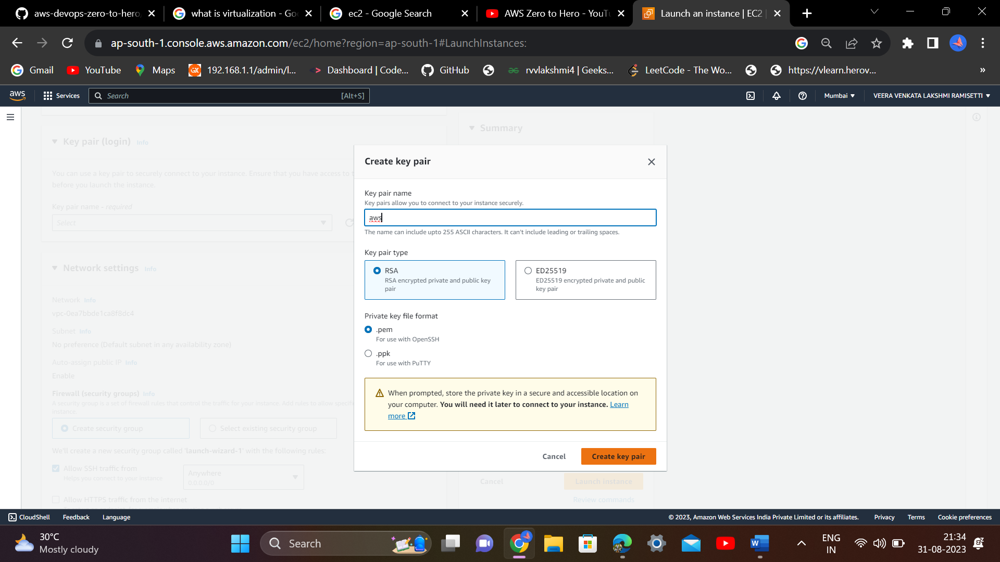 aws-devops-zero-to-hero/
what is virtualization - Go
ec2 - Google Search
AWS Zero to Hero - YouTu
Launch an instance | EC2 |
ap-south-1.console.aws.amazon.com/ec2/home?region=ap-south-1#LaunchInstances:
Gmail
YouTube
Maps
192.168.1.1/admin/l...
Dashboard | Code...
GitHub
rvvlakshmi4 | Geeks...
LeetCode - The Wo...
https://vlearn.herov...
»
aws
Services
Search
[Alt+S]
Mumbai
VEERA VENKATA LAKSHMI RAMISETTI
Summary
Key pair (login) Info
You can use a key pair to securely connect to your instance. Ensure that you have access to t
before you launch the instance.
Key pair name - required
Select
Network settings Info
Network Info
vpc-0ea7bbde1ca8f8dc4
Subnet Info
No preference (Default subnet in any availability zone)
Auto-assign public IP Info
Enable
Firewall (security groups) Info
A security group is a set of firewall rules that control the traffic for your instance. Add rules to allow specifi
instance.
Create security group
Select existing security group
We'll create a new security group called 'launch-wizard-1' with the following rules:
Allow SSH traffic from
Helps you connect to your instance
Anywhere
0.0.0.0/0
Allow HTTPS traffic from the internet
Create key pair
Key pair name
Key pairs allow you to connect to your instance securely.
aws
The name can include upto 255 ASCII characters. It can't include leading or trailing spaces.
Key pair type
RSA
RSA encrypted private and public key
pair
ED25519
ED25519 encrypted private and public
key pair
Private key file format
.pem
For use with OpenSSH
.ppk
For use with PuTTY
When prompted, store the private key in a secure and accessible location on
your computer. You will need it later to connect to your instance. Learn
more
Cancel
Create key pair
Cancel
Launch instance
Review commands
CloudShell
Feedback
Language
© 2023, Amazon Web Services India Private Limited or its affiliates.
Privacy
Terms
Cookie preferences
30°C
Mostly cloudy
Search
ENG
IN
21:34
31-08-2023